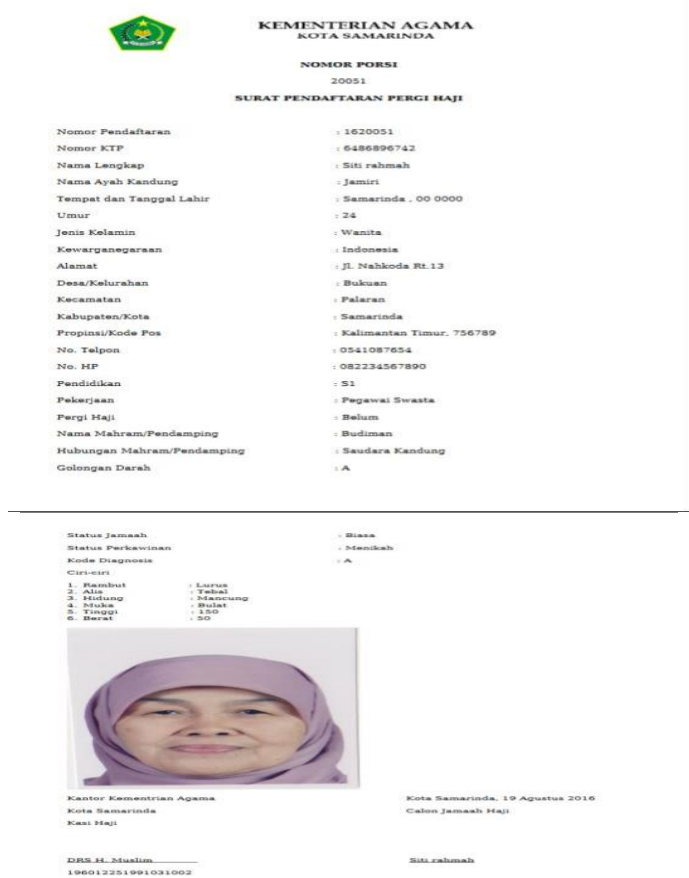 KEMENTERIAN AGAMA
KOTA SAMARINDA
NOMOR PORSI
20051
SURAT PENDAFTARAN PERGI HAJI
Nomor Pendaftaran : 1620051
Nomor KTP : 6486896742
Nama Lengkap : Siti rahmah
Nama Ayah Kandung : Jamiri
Tempat dan Tanggal Lahir : Samarinda , 00 0000
Umur : 24
Jenis Kelamin : Wanita
Kewarganegaraan : Indonesia
Alamat : Jl. Nahkoda Rt.13
Desa/Kelurahan : Bukuan
Kecamatan : Palaran
Kabupaten/Kota : Samarinda
Propinsi/Kode Pos : Kalimantan Timur, 756789
No. Telpon : 0541087654
No. HP : 082234567890
Pendidikan : S1
Pekerjaan : Pegawai Swasta
Pergi Haji : Belum
Nama Mahram/Pendamping : Budiman
Hubungan Mahram/Pendamping : Saudara Kandung
Golongan Darah : A
Status Jamaah : Biasa
Status Perkawinan : Menikah
Kode Diagnosis : A
Ciri-ciri
1. Rambut : Lurus
2. Alis : Tebal
3. Hidung : Mancung
4. Muka : Bulat
5. Tinggi : 150
6. Berat : 50
Kantor Kementrian Agama
Kota Samarinda
Kasi Haji
DRS H. Muslim
196012251991031002
Kota Samarinda, 19 Agustus 2016
Calon Jamaah Haji
Siti rahmah